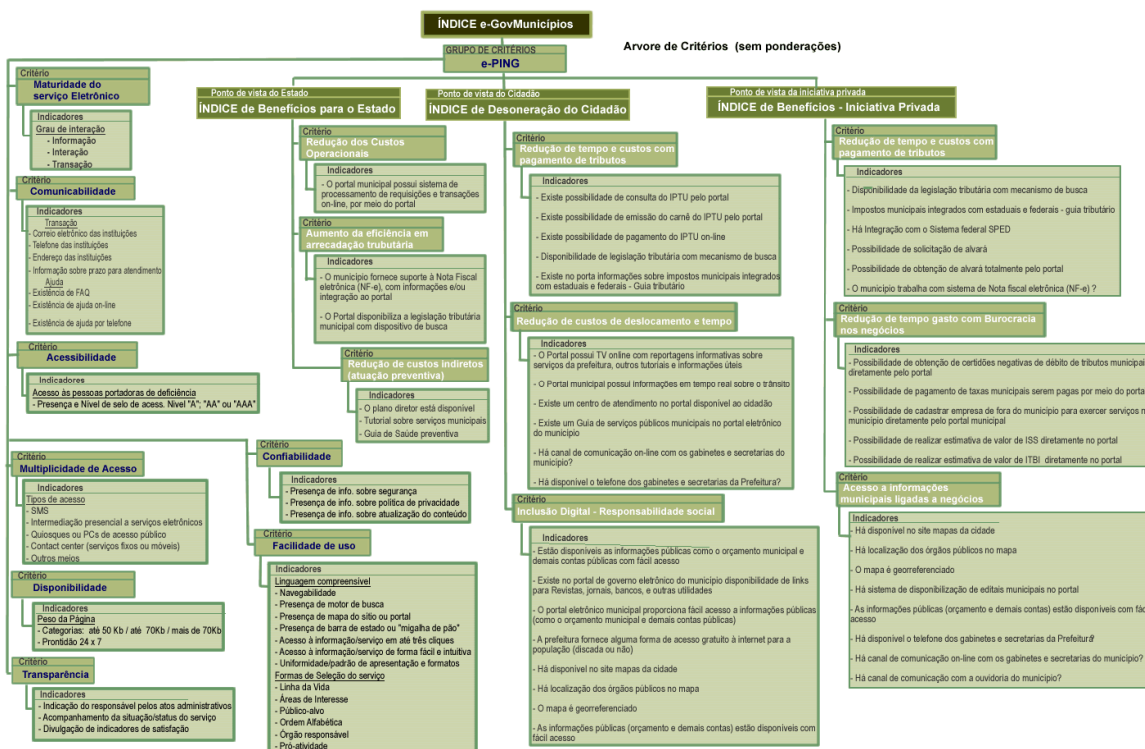 ÍNDICE e-GovMunicípios
Arvore de Critérios (sem ponderações)
GRUPO DE CRITÉRIOS
e-PING
Critério
Maturidade do
serviço Eletrônico
Indicadores
Grau de interação
- Informação
- Interação
- Transação
Critério
Comunicabilidade
Indicadores
Transação
- Correio eletrônico das instituições
- Telefone das instituições
- Endereço das instituições
- Informação sobre prazo para atendimento
Ajuda
- Existência de FAQ
- Existência de ajuda on-line
- Existência de ajuda por telefone
Critério
Acessibilidade
Indicadores
Acesso às pessoas portadoras de deficiência
- Presença e Nível de selo de acess. Nivel "A"; "AA" ou "AAA"
Critério
Multiplicidade de Acesso
Indicadores
Tipos de acesso
- SMS
- Intermediação presencial a serviços eletrônicos
- Quiosques ou PCs de acesso público
- Contact center (serviços fixos ou móveis)
- Outros meios
Critério
Disponibilidade
Indicadores
Peso da Página
- Categorias: até 50 Kb / até 70Kb / mais de 70Kb
- Prontidão 24 x 7
Critério
Transparência
Indicadores
- Indicação do responsável pelos atos administrativos
- Acompanhamento da situação/status do serviço
- Divulgação de indicadores de satisfação
Critério
Confiabilidade
Indicadores
- Presença de info. sobre segurança
- Presença de info. sobre política de privacidade
- Presença de info. sobre atualização do conteúdo
Critério
Facilidade de uso
Indicadores
Linguagem compreensível
- Navegabilidade
- Presença de motor de busca
- Presença de mapa do sítio ou portal
- Presença de barra de estado ou "migalha de pão"
- Acesso à informação/serviço em até três cliques
- Acesso à informação/serviço de forma fácil e intuitiva
- Uniformidade/padrão de apresentação e formatos
Formas de Seleção do serviço
- Linha da Vida
- Áreas de Interesse
- Público-alvo
- Ordem Alfabética
- Órgão responsável
- Pró-atividade
Ponto de vista do Estado
ÍNDICE de Benefícios para o Estado
Critério
Redução dos Custos
Operacionais
Indicadores
- O portal municipal possui sistema de
processamento de requisições e transações
on-line, por meio do portal
Critério
Aumento da eficiência em
arrecadação trubutária
Indicadores
- O município fornece suporte à Nota Fiscal
eletrônica (NF-e), com informações e/ou
integração ao portal
- O Portal disponibiliza a legislação tributária
municipal com dispositivo de busca
Critério
Redução de custos indiretos
(atuação preventiva)
Indicadores
- O plano diretor está disponível
- Tutorial sobre serviços municipais
- Guia de Saúde preventiva
Ponto de vista do Cidadão
ÍNDICE de Desoneração do Cidadão
Critério
Redução de tempo e custos com
pagamento de tributos
Indicadores
- Existe possibilidade de consulta do IPTU pelo portal
- Existe possibilidade de emissão do carnê do IPTU pelo portal
- Existe possibilidade de pagamento do IPTU on-line
- Disponibilidade de legislação tributária com mecanismo de busca
- Existe no porta informações sobre impostos municipais integrados
com estaduais e federais - Guia tributário
Critério
Redução de custos de deslocamento e tempo
Indicadores
- O Portal possui TV online com reportagens informativas sobre
serviços da prefeitura, outros tutoriais e informações úteis
- O Portal municipal possui informações em tempo real sobre o trânsito
- Existe um centro de atendimento no portal disponível ao cidadão
- Existe um Guia de serviços públicos municipais no portal eletrônico
do municipio
- Há canal de comunicação on-line com os gabinetes e secretarias do
município?
- Há disponível o telefone dos gabinetes e secretarias da Prefeitura?
Critério
Inclusão Digital - Responsabilidade social
Indicadores
- Estão disponíveis as informações públicas como o orçamento municipal e
demais contas públicas com fácil acesso
- Existe no portal de governo eletrônico do município disponibilidade de links
para Revistas, jornais, bancos, e outras utilidades
- O portal eletrônico municipal proporciona fácil acesso a informações públicas
(como o orçamento municipal e demais contas públicas)
- A prefeitura fornece alguma forma de acesso gratuito à internet para a
população (discada ou não)
- Há disponível no site mapas da cidade
- Há localização dos órgãos públicos no mapa
- O mapa é georreferenciado
- As informações públicas (orçamento e demais contas) estão disponíveis com
fácil acesso
Ponto de vista da iniciativa privada
ÍNDICE de Benefícios - Iniciativa Privada
Critério
Redução de tempo e custos com
pagamento de tributos
Indicadores
- Disponibilidade da legislação tributária com mecanismo de busca
- Impostos municipais integrados com estaduais e federais - guia tributário
- Há Integração com o Sistema federal SPED
- Possibilidade de solicitação de alvará
- Possibilidade de obtenção de alvará totalmente pelo portal
- O município trabalha com sistema de Nota fiscal eletrônica (NF-e) ?
Critério
Redução de tempo gasto com Burocracia
nos negócios
Indicadores
- Possibilidade de obtenção de certidões negativas de débito de tributos municipais
diretamente pelo portal
- Possibilidade de pagamento de taxas municipais serem pagas por meio do portal
- Possibilidade de cadastrar empresa de fora do município para exercer serviços n
município diretamente pelo portal municipal
- Possibilidade de realizar estimativa de valor de ISS diretamente no portal
- Possibilidade de realizar estimativa de valor de ITBI diretamente no portal
Critério
Acesso a informações
municipais ligadas a negócios
Indicadores
- Há disponível no site mapas da cidade
- Há localização dos órgãos públicos no mapa
- O mapa é georreferenciado
- Há sistema de disponibilização de editais municipais no portal
- As informações públicas (orçamento e demais contas) estão disponíveis com fác
acesso
- Há disponível o telefone dos gabinetes e secretarias da Prefeitura?
- Há canal de comunicação on-line com os gabinetes e secretarias do município?
- Há canal de comunicação com a ouvidoria do município?